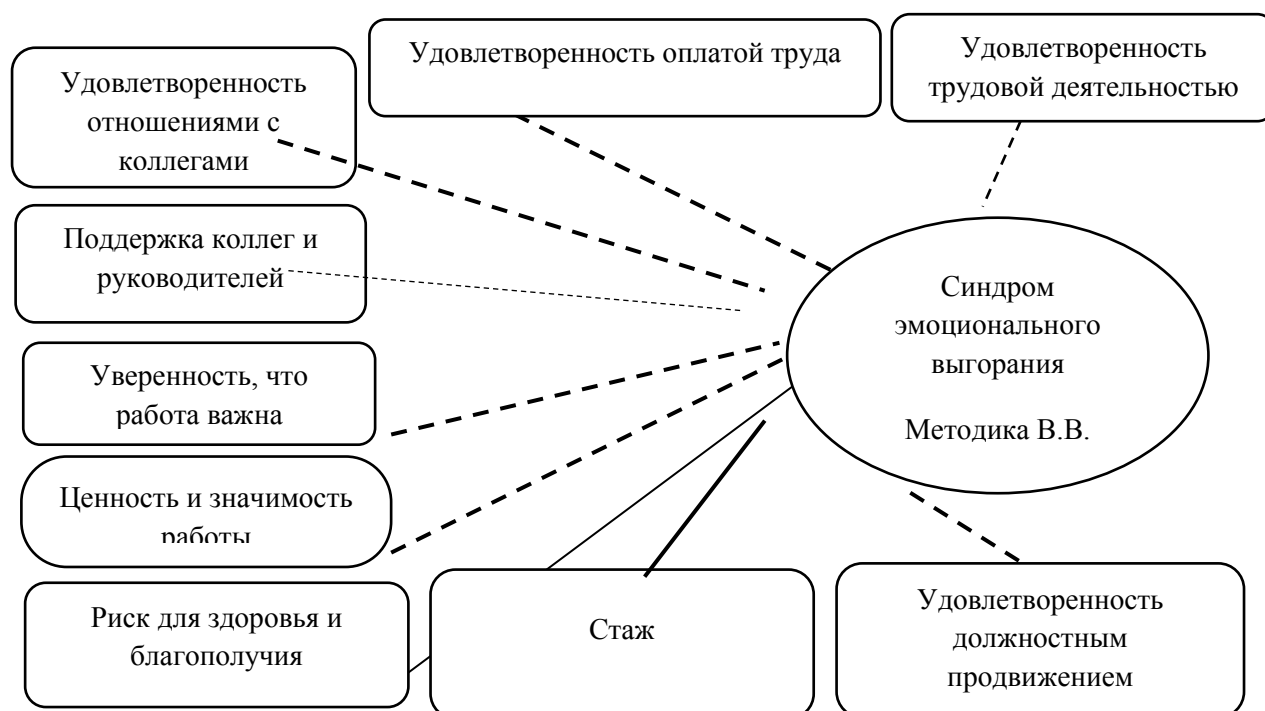 Удовлетворенность оплатой труда
Удовлетворенность
трудовой деятельностью
Удовлетворенность
отношениями с
коллегами
Поддержка коллег и
руководителей
Синдром
эмоционального
выгорания
Методика В.В.
Уверенность, что
работа важна
Ценность и значимость
работы
Риск для здоровья и
благополучия
Стаж
Удовлетворенность
должностным
продвижением